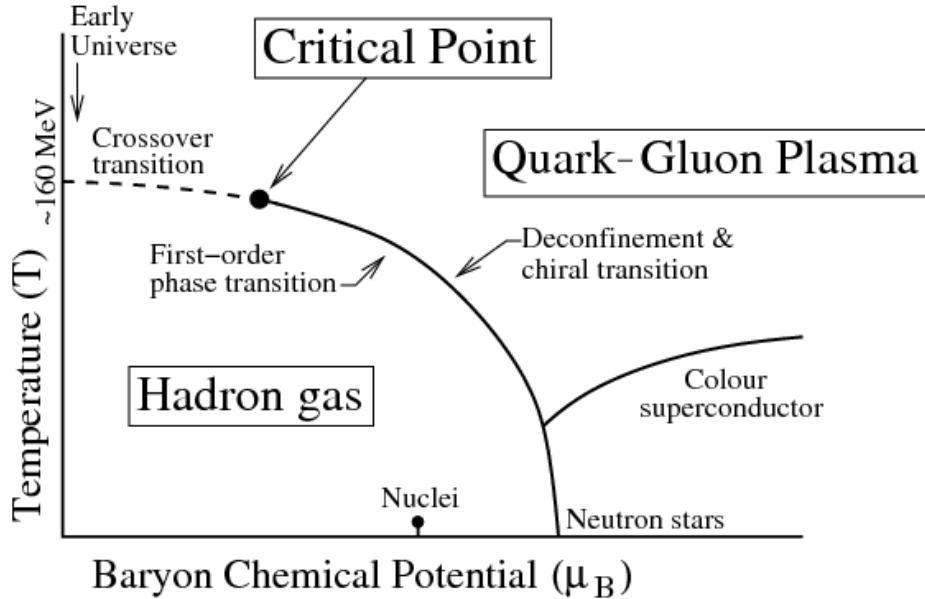 Early
Universe
Critical Point
Crossover
transition
~160 MeV
Quark-Gluon Plasma
First-order
phase transition
Deconfinement &
chiral transition
Temperature (T)
Hadron gas
Colour
superconductor
Nuclei
Neutron stars
Baryon Chemical Potential (μ_B)